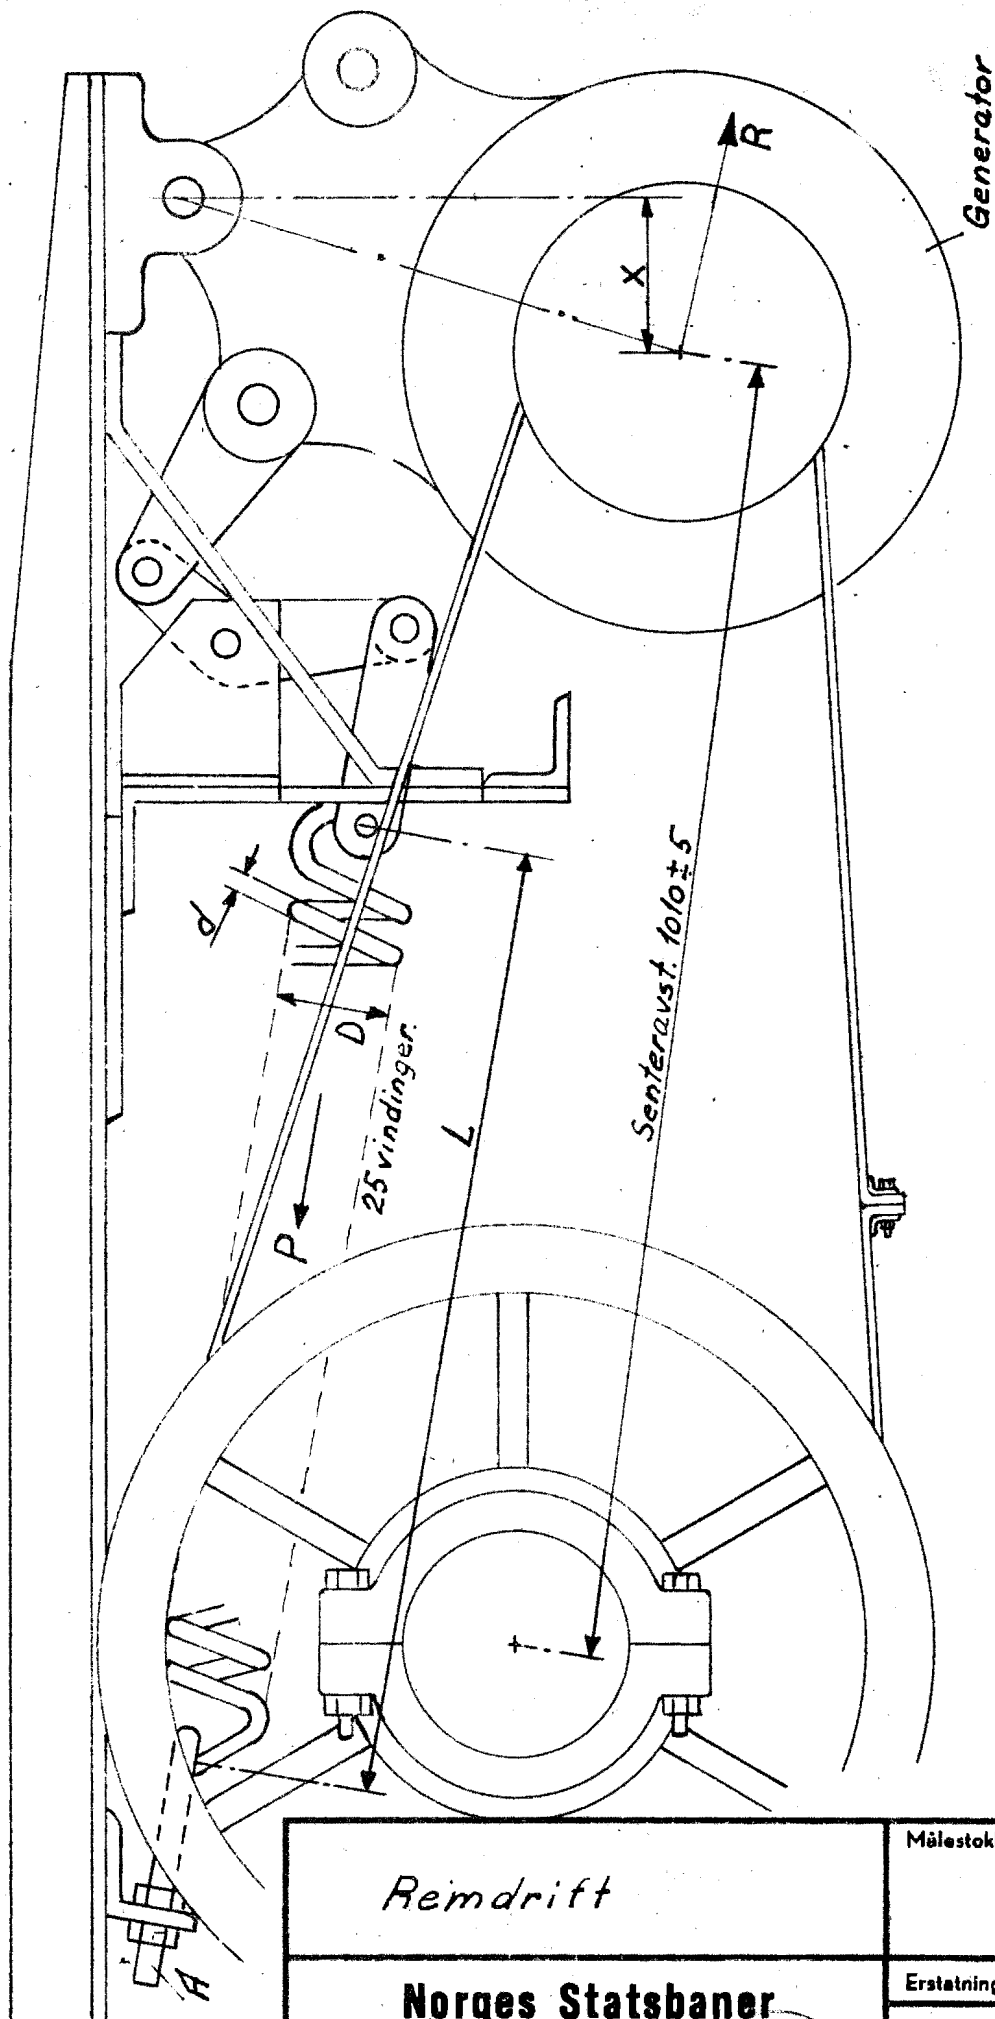 Generator
R
X
d
D
25 vindinger.
P
L
Senteravst. 1010 ± 5
A
Reimdrift
Målestok
Norges Statsbaner
Erstatning